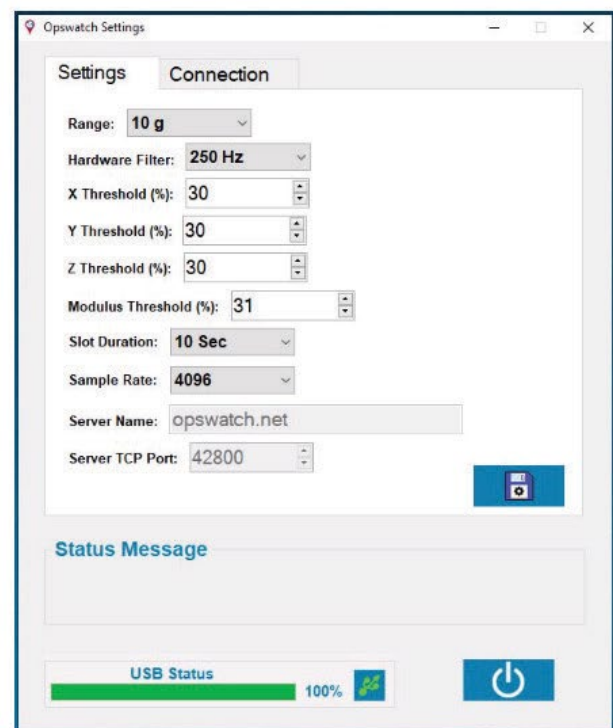 Opswatch Settings
Settings Connection
Range: 10 g
Hardware Filter: 250 Hz
X Threshold (%): 30
Y Threshold (%): 30
Z Threshold (%): 30
Modulus Threshold (%): 31
Slot Duration: 10 Sec
Sample Rate: 4096
Server Name: opswatch.net
Server TCP Port: 42800
Status Message
USB Status
100%